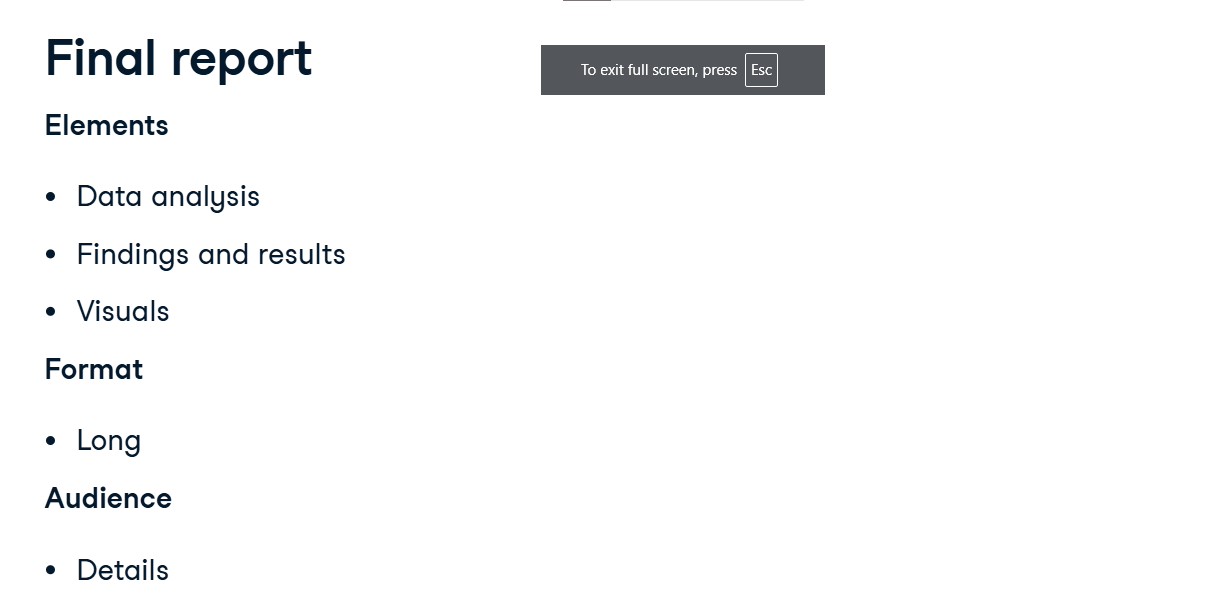 Final report
To exit full screen, press Esc
Elements
• Data analysis
• Findings and results
• Visuals
Format
• Long
Audience
• Details